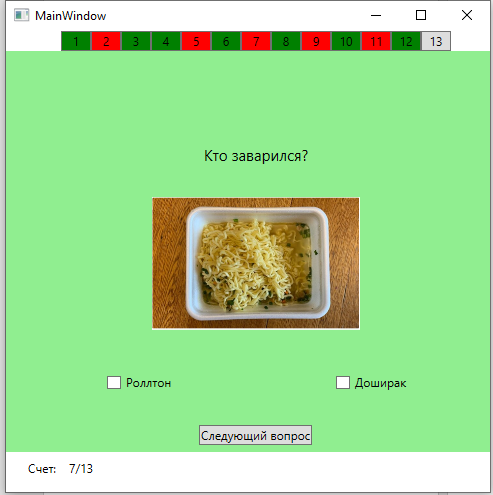 MainWindow
1 2 3 4 5 6 7 8 9 10 11 12 13
Кто заварился?
Роллтон Доширак
Следующий вопрос
Счет: 7/13